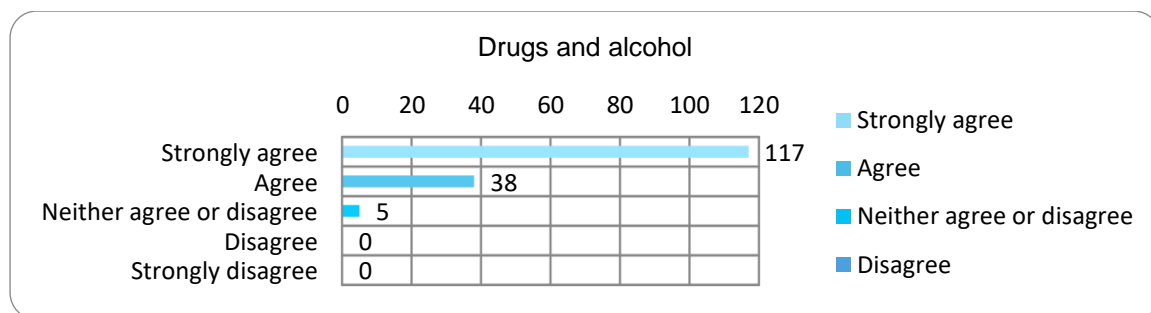 Drugs and alcohol
0 20 40 60 80 100 120
Strongly agree 117
Agree 38
Neither agree or disagree 5
Disagree 0
Strongly disagree 0
Strongly agree
Agree
Neither agree or disagree
Disagree